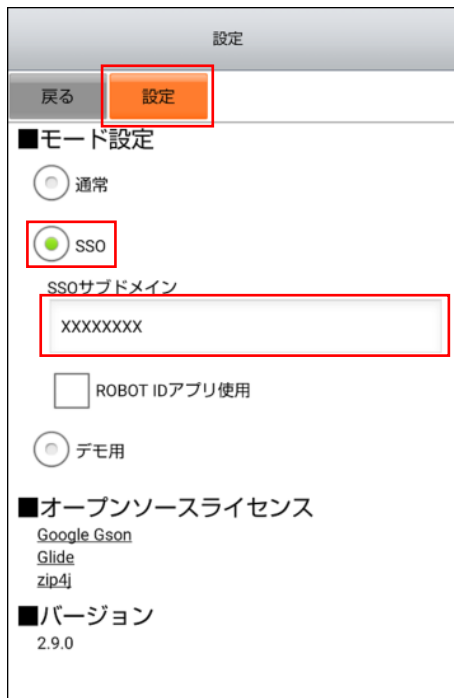 設定
戻る 設定
■モード設定
通常
SSO
SSOサブドメイン
XXXXXXXX
ROBOT IDアプリ使用
デモ用
■オープンソースライセンス
Google Gson
Glide
zip4j
■バージョン
2.9.0